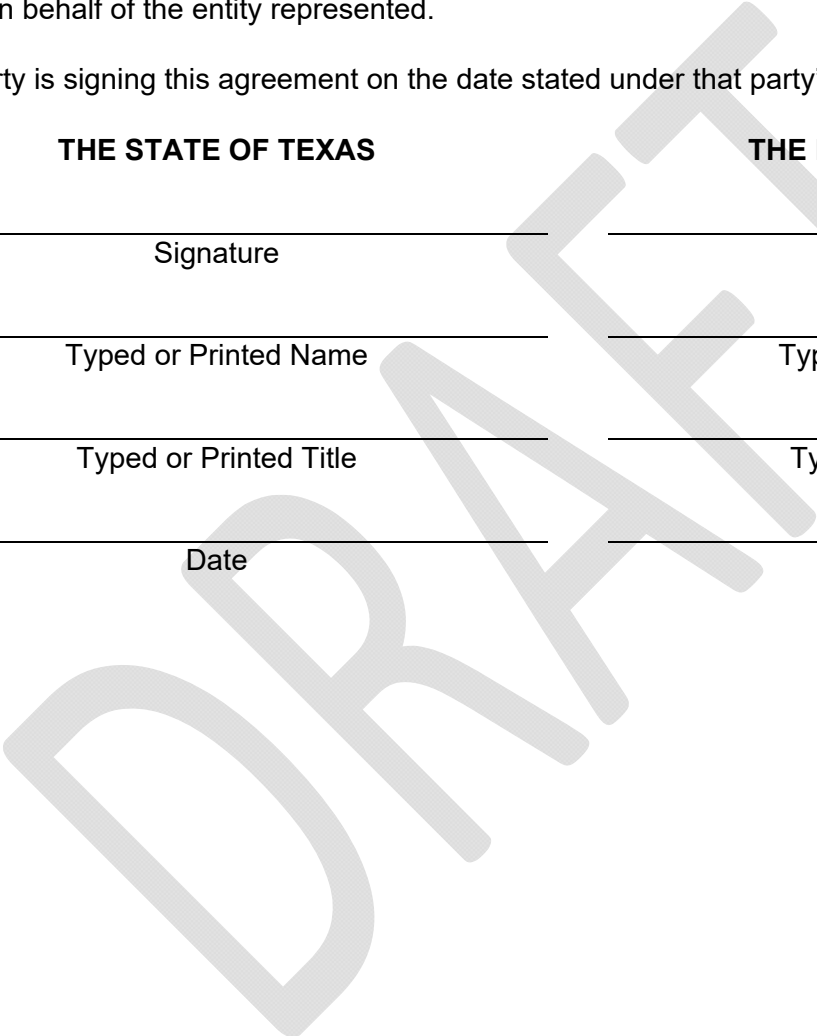 n behalf of the entity represented.
rty is signing this agreement on the date stated under that party’
THE STATE OF TEXAS THE
Signature
Typed or Printed Name Typ
Typed or Printed Title Ty
Date
DRAFT